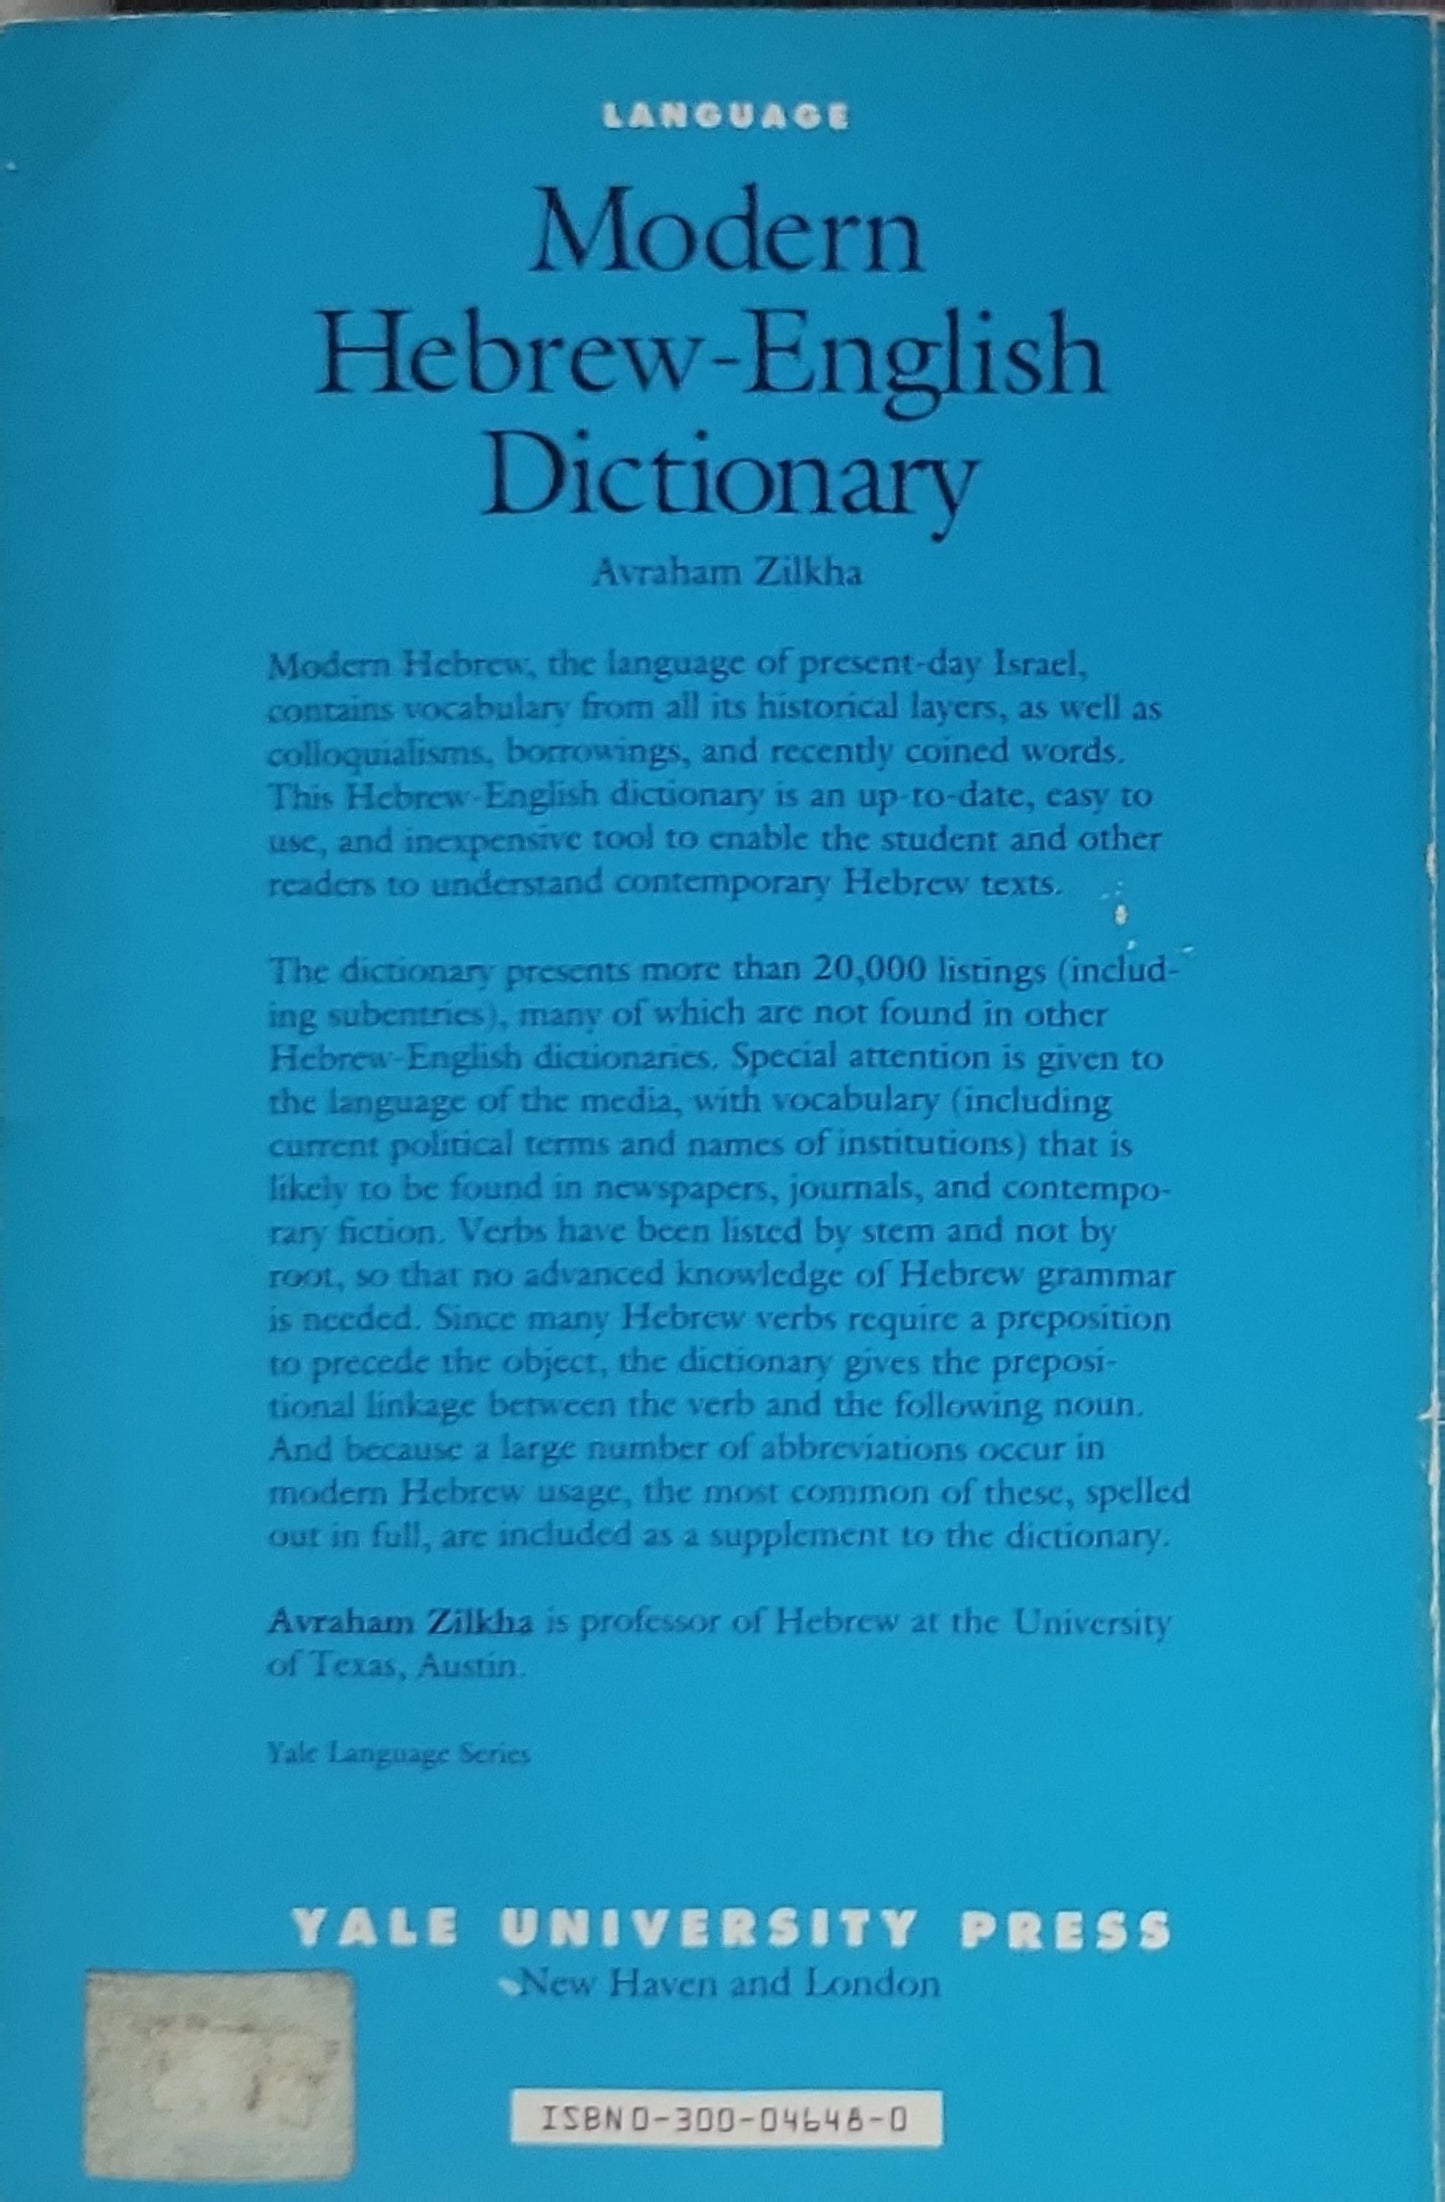 LANGUAGE
Modern
Hebrew-English
Dictionary
Avraham Zilkha
Modern Hebrew, the language of present-day Israel,
contains vocabulary from all its historical layers, as well as
colloquialisms, borrowings, and recently coined words.
This Hebrew-English dictionary is an up-to-date, easy to
use, and inexpensive tool to enable the student and other
readers to understand contemporary Hebrew texts.
The dictionary presents more than 20,000 listings (includ-
ing subentries), many of which are not found in other
Hebrew-English dictionaries. Special attention is given to
the language of the media, with vocabulary (including
current political terms and names of institutions) that is
likely to be found in newspapers, journals, and contempo-
rary fiction. Verbs have been listed by stem and not by
root, so that no advanced knowledge of Hebrew grammar
is needed. Since many Hebrew verbs require a preposition
to precede the object, the dictionary gives the preposi-
tional linkage between the verb and the following noun.
And because a large number of abbreviations occur in
modern Hebrew usage, the most common of these, spelled
out in full, are included as a supplement to the dictionary.
Avraham Zilkha is professor of Hebrew at the University
of Texas, Austin.
Yale Language Series
YALE UNIVERSITY PRESS
New Haven and London
ISBN 0-300-04648-0